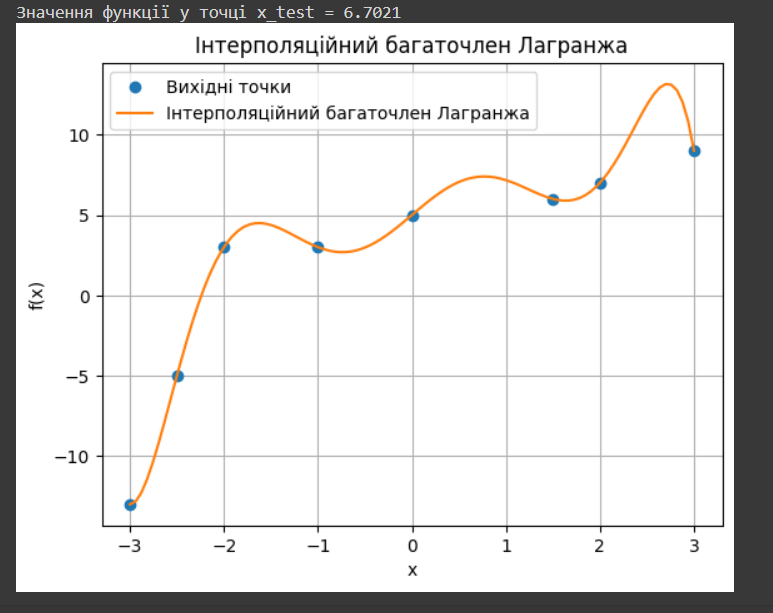 Значення функції у точці x_test = 6.7021
Інтерполяційний багаточлен Лагранжа
Вихідні точки
Інтерполяційний багаточлен Лагранжа
10
5
0
−5
−10
f(x)
−3 −2 −1 0 1 2 3
x